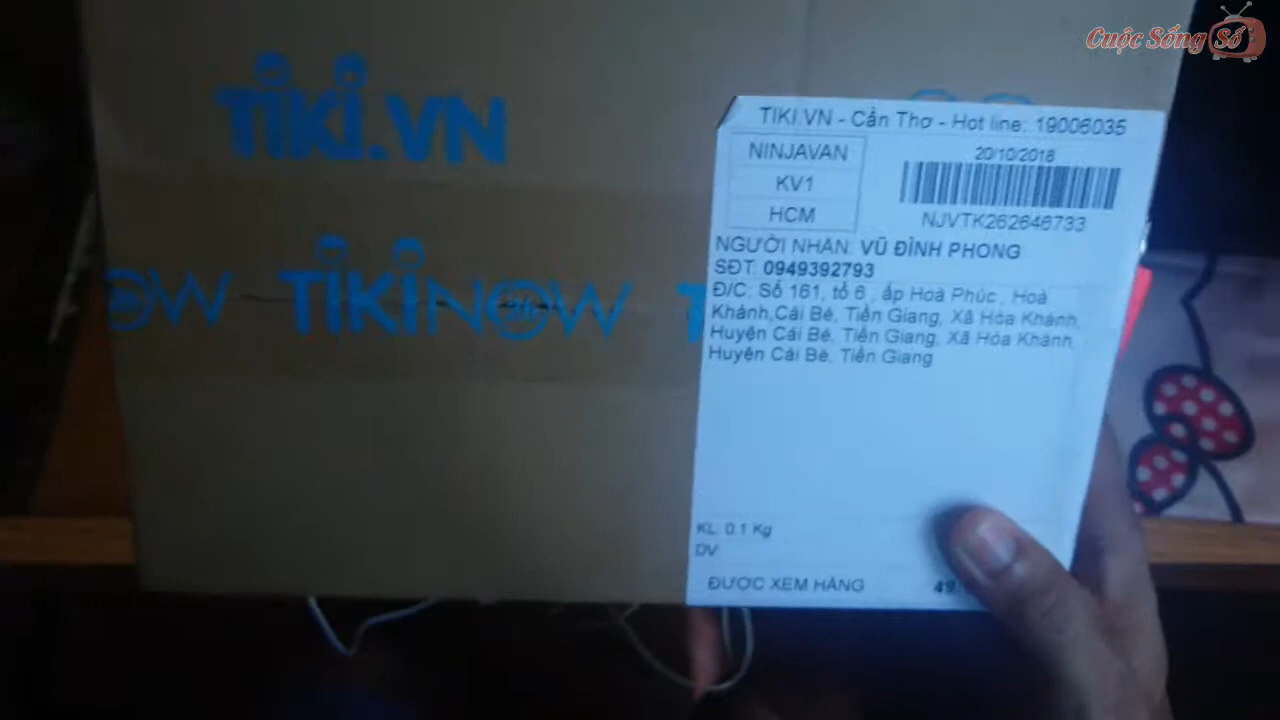 Cuộc Sống Số
TIKI.VN
TIKINOW
TIKI.VN - Cần Thơ - Hot line: 19006035
NINJAVAN
KV1
HCM
20/10/2018
NJVTK262646733
NGƯỜI NHẬN: VŨ ĐÌNH PHONG
SĐT: 0949392793
Đ/C: Số 161, tổ 6 , ấp Hoà Phúc , Hoà
Khánh,Cái Bè, Tiền Giang, Xã Hòa Khánh,
Huyện Cái Bè, Tiền Giang, Xã Hòa Khánh,
Huyện Cái Bè, Tiền Giang
KL: 0.1 Kg
DV
ĐƯỢC XEM HÀNG